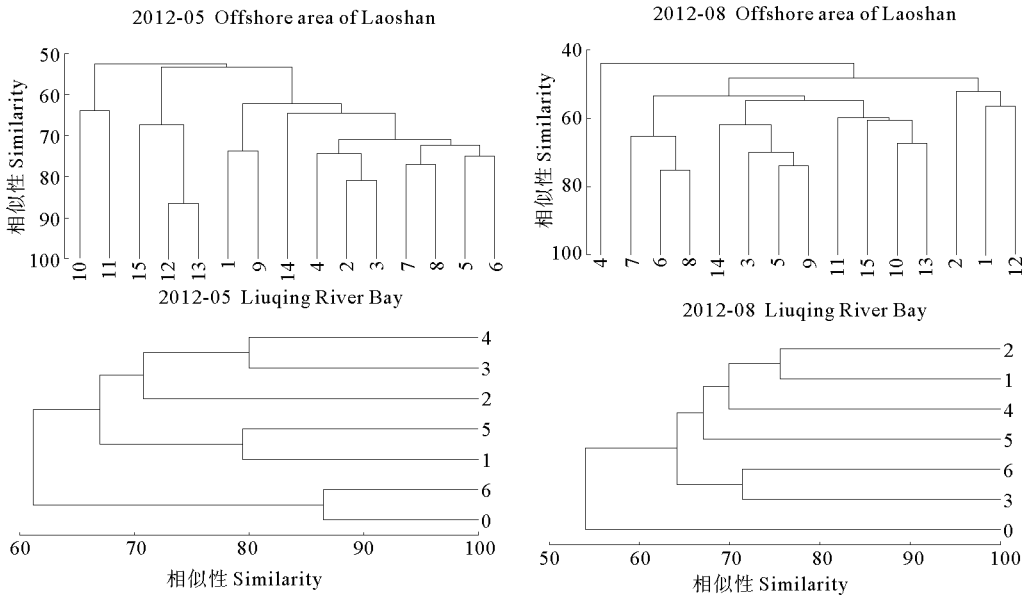 2012-05 Offshore area of Laoshan
50
60
70
80
90
100
相似性 Similarity
10 11 15 12 13 1 9 14 4 2 3 7 8 5 6
2012-08 Offshore area of Laoshan
40
60
80
100
相似性 Similarity
4 7 6 8 14 3 5 9 11 15 10 13 2 1 12
2012-05 Liuqing River Bay
4
3
2
5
1
6
0
60 70 80 90 100
相似性 Similarity
2012-08 Liuqing River Bay
2
1
4
5
6
3
0
50 60 70 80 90 100
相似性 Similarity